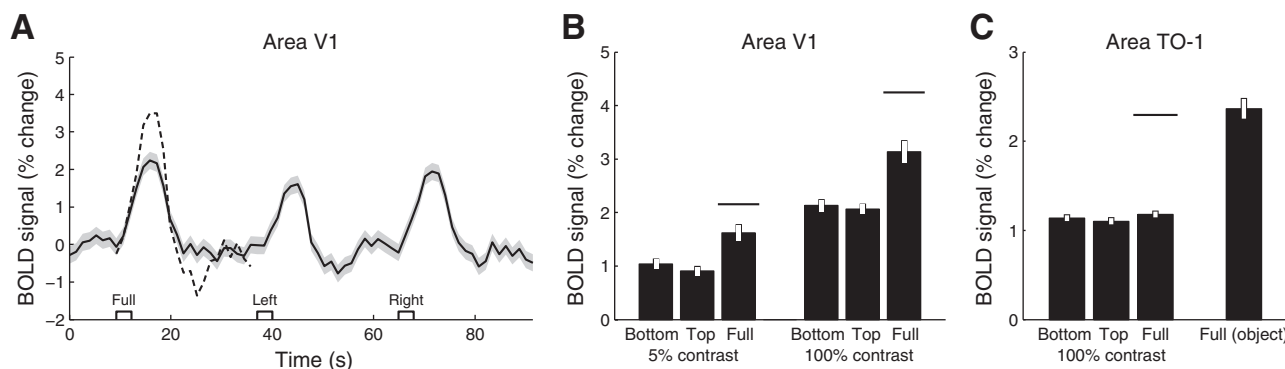 A
Area V1
BOLD signal (% change)
5
4
3
2
1
0
−1
−2
Full
Left
Right
0
20
40
60
80
Time (s)
B
Area V1
BOLD signal (% change)
5
4
3
2
1
0
Bottom Top Full
5% contrast
Bottom Top Full
100% contrast
C
Area TO-1
BOLD signal (% change)
3
2
1
0
Bottom Top Full
100% contrast
Full (object)